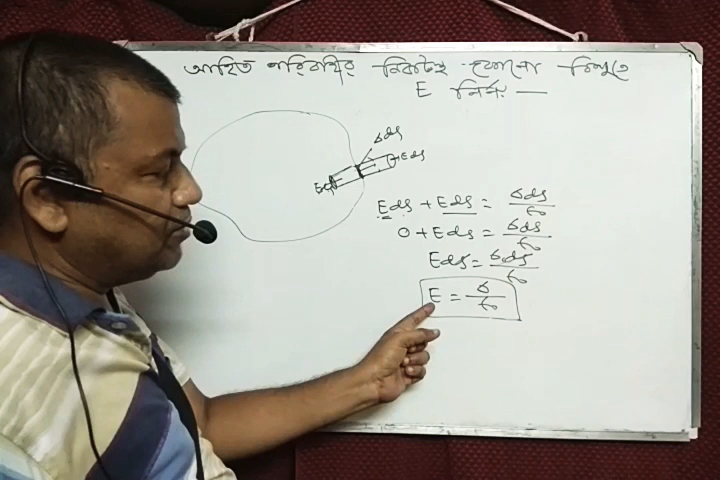 আহিত পরিবাহীর নিকটস্থ কোনো বিন্দুতে
E নির্ণয় —
σds
Eds
Eds
Eds + Eds = σds/ε₀
0 + Eds = σds/ε₀
Eds = σds/ε₀
E = σ/ε₀